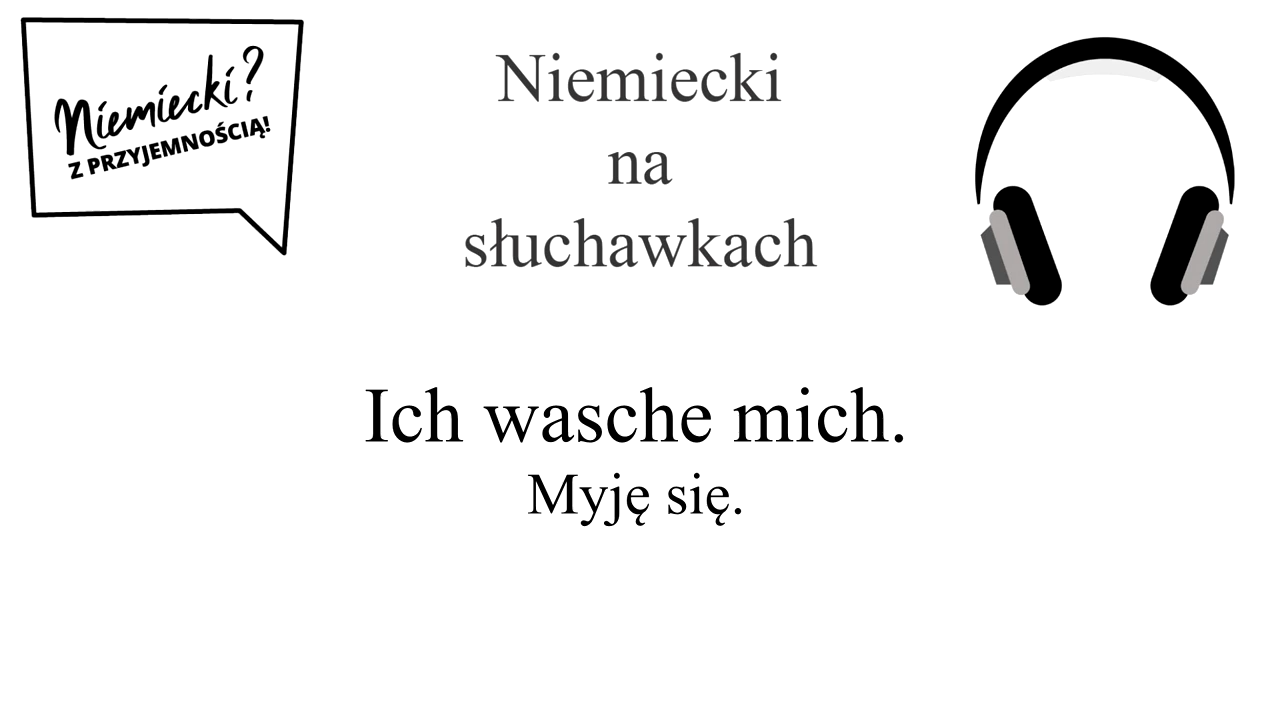 Niemiecki?
Z PRZYJEMNOŚCIĄ!
Niemiecki
na
słuchawkach
Ich wasche mich.
Myję się.